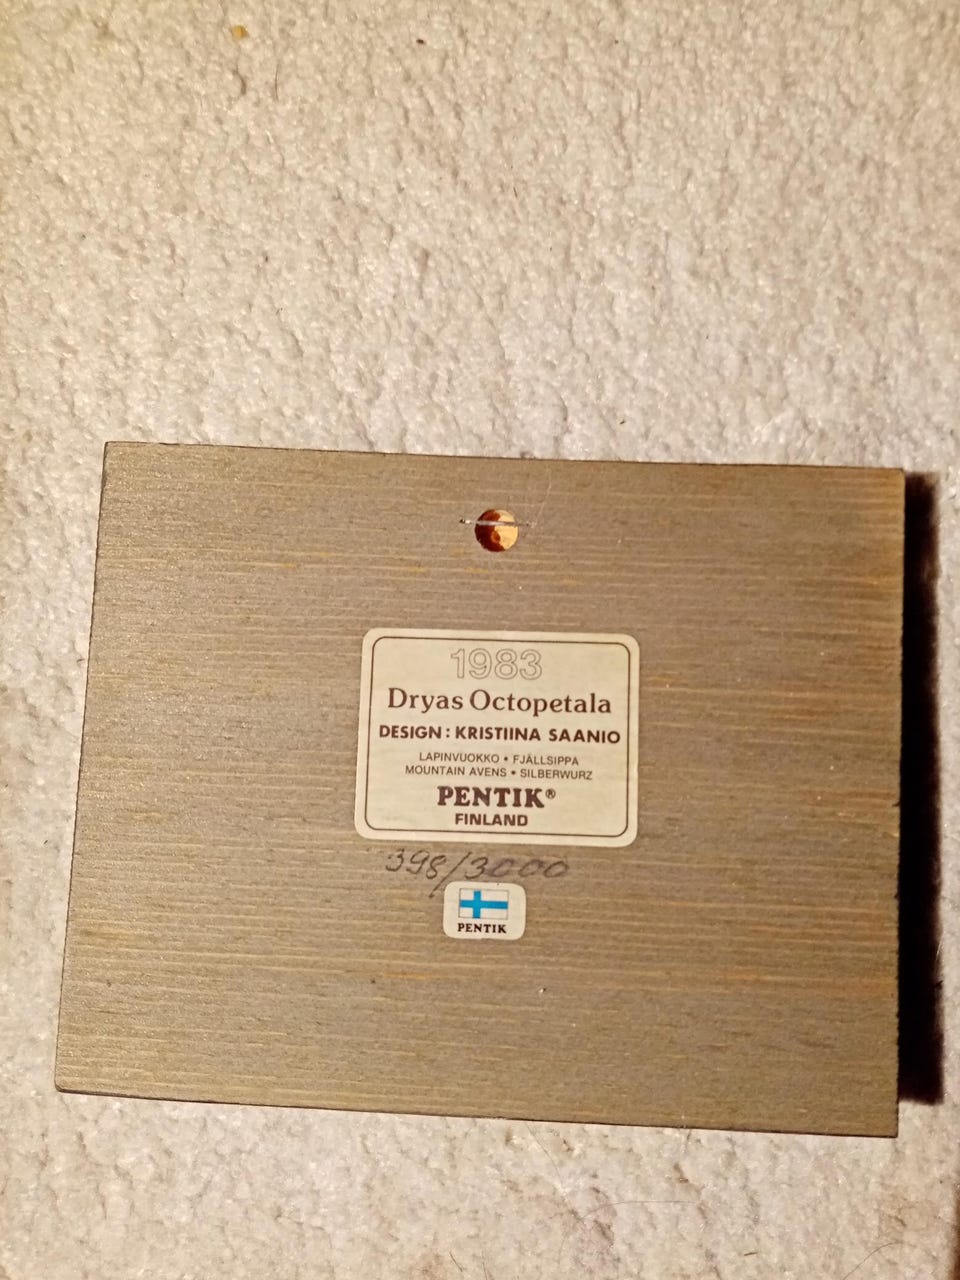 1983
Dryas Octopetala
DESIGN: KRISTIINA SAANIO
LAPINVUOKKO • FJÄLLSIPPA
MOUNTAIN AVENS • SILBERWURZ
PENTIK®
FINLAND
398/3000
PENTIK